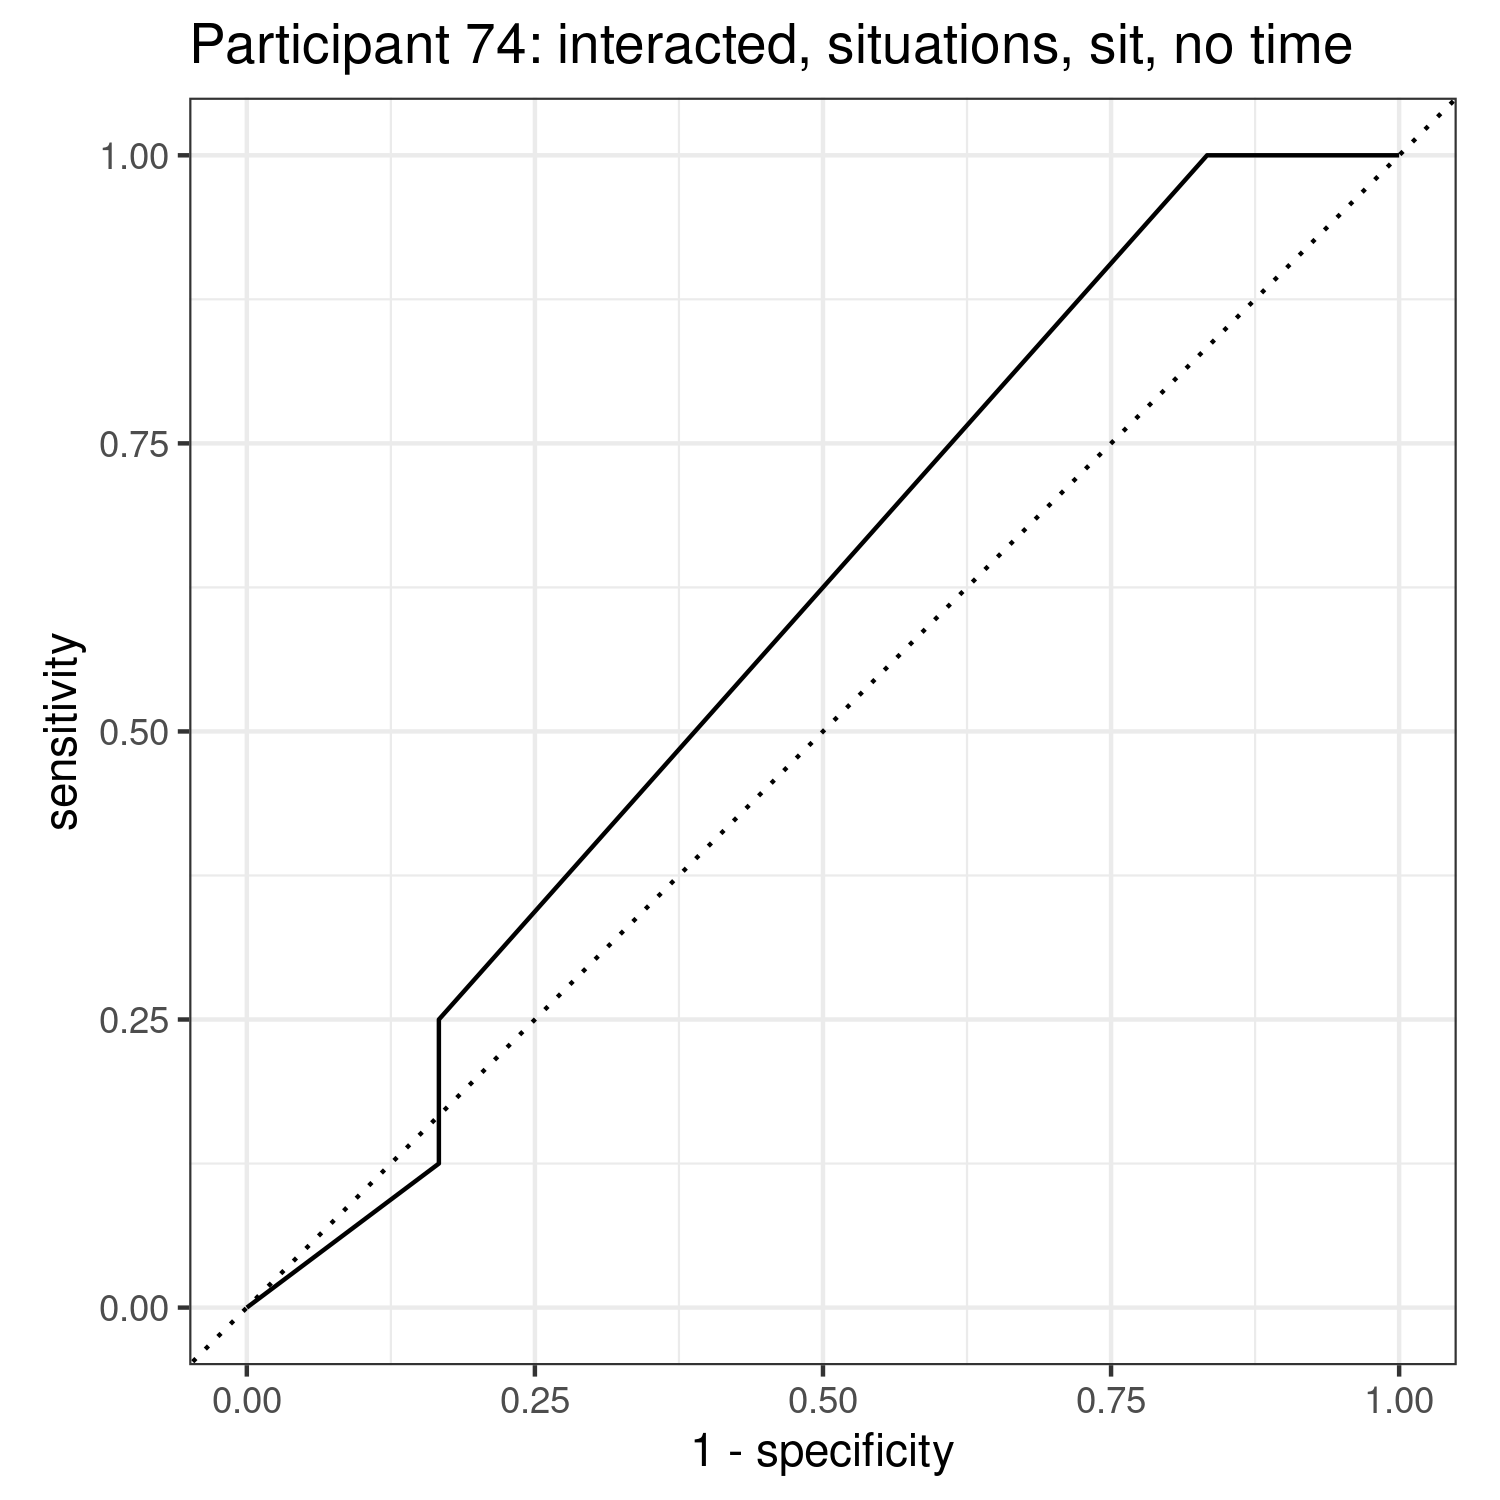 Participant 74: interacted, situations, sit, no time
sensitivity
1.00
0.75
0.50
0.25
0.00
0.00 0.25 0.50 0.75 1.00
1 - specificity